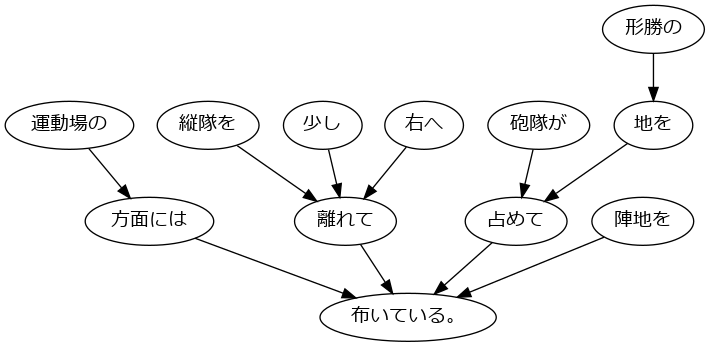 形勝の
運動場の
縦隊を
少し
右へ
砲隊が
地を
方面には
離れて
占めて
陣地を
布いている。